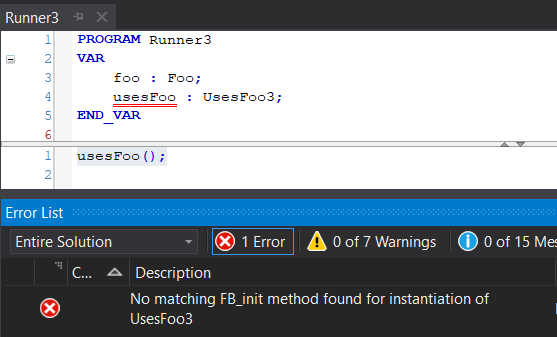 Runner3
1 PROGRAM Runner3
2 VAR
3 foo : Foo;
4 usesFoo : UsesFoo3;
5 END_VAR
6
1 usesFoo();
2
Error List
Entire Solution 1 Error 0 of 7 Warnings 0 of 15 Me
C... Description
No matching FB_init method found for instantiation of
UsesFoo3